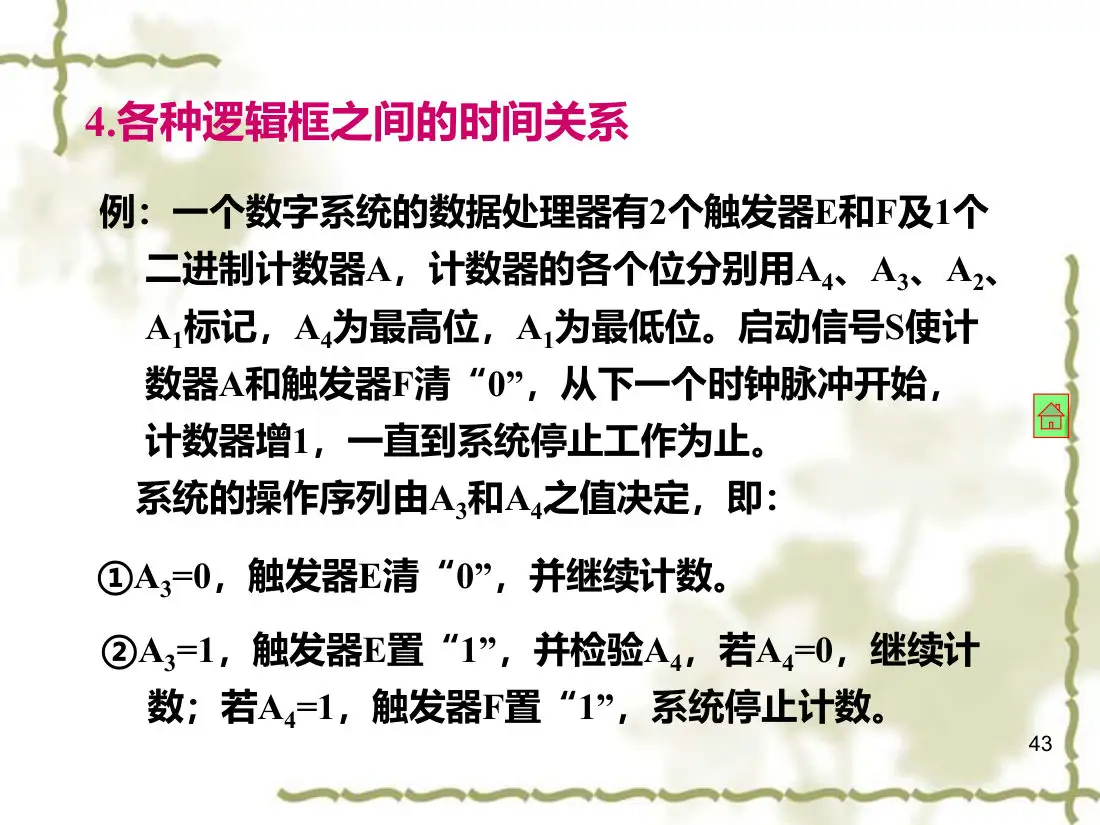 4.各种逻辑框之间的时间关系
例：一个数字系统的数据处理器有2个触发器E和F及1个
二进制计数器A，计数器的各个位分别用A₄、A₃、A₂、
A₁标记，A₄为最高位，A₁为最低位。启动信号S使计
数器A和触发器F清“0”，从下一个时钟脉冲开始，
计数器增1，一直到系统停止工作为止。
系统的操作序列由A₃和A₄之值决定，即：
①A₃=0，触发器E清“0”，并继续计数。
②A₃=1，触发器E置“1”，并检验A₄，若A₄=0，继续计
数；若A₄=1，触发器F置“1”，系统停止计数。
43